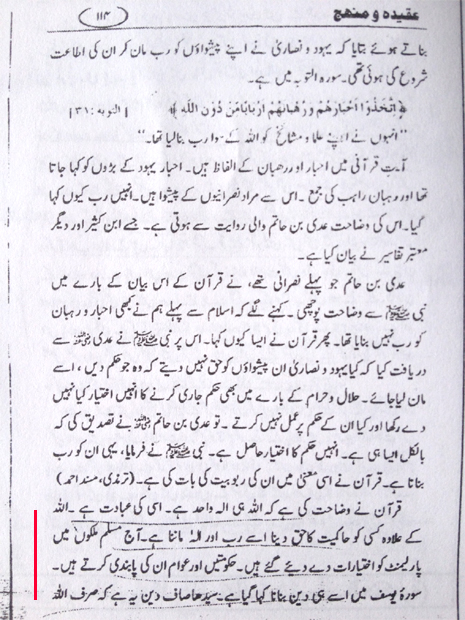 عقیدہ و منهج
۱۱۴
بناتے ہوئے بتایا کہ یہود و نصاریٰ نے اپنے پیشواؤں کو رب مان کر ان کی اطاعت
شروع کی ہوئی تھی۔ سورہ التوبہ میں ہے۔
﴿ اِتَّخَذُوْا اَحْبَارَهُمْ وَرُهْبَانَهُمْ اَرْبَابًا مِّنْ دُوْنِ اللّٰهِ ﴾ [ التوبہ : ۳۱ ]
’’انہوں نے اپنے علما و مشائخ کو اللہ کے سوا رب بنا لیا تھا۔‘‘
آیت قرآنی میں احبار اور رھبان کے الفاظ ہیں۔ احبار یہود کے بڑوں کو کہا جاتا
تھا اور رہبان راہب کی جمع۔ اس سے مراد نصرانیوں کے پیشوا ہیں۔ انہیں رب کیوں کہا
گیا۔ اس کی وضاحت عدی بن حاتم والی روایت سے ہوتی ہے۔ جسے ابن کثیر اور دیگر
معتبر تفاسیر نے بیان کیا ہے۔
عدی بن حاتم جو پہلے نصرانی تھے، نے قرآن کے اس بیان کے بارے میں
نبی ﷺ سے وضاحت پوچھی۔ کہنے لگے کہ اسلام سے پہلے ہم نے کبھی احبار و رہبان
کو رب نہیں بنایا تھا۔ پھر قرآن نے ایسا کیوں کہا۔ اس پر نبی ﷺ نے عدی رضی اللہ عنہ سے
دریافت کیا کہ کیا یہود و نصاریٰ ان پیشواؤں کو حق نہیں دیتے کہ وہ جو حکم دیں، اسے
مان لیا جائے۔ حلال و حرام کے بارے میں بھی حکم جاری کرنے کا انہیں اختیار کیا نہیں
دے رکھا اور کیا ان کے حکم پر عمل نہیں کرتے۔ تو عدی بن حاتم رضی اللہ عنہ نے تصدیق کی کہ
بالکل ایسا ہی ہے۔ انہیں حکم کا اختیار حاصل ہے۔ نبی ﷺ نے فرمایا، یہی ان کو رب
بنانا ہے۔ قرآن نے اسی معنیٰ میں ان کی ربوبیت کی بات کی ہے۔ (ترمذی، مسند احمد)
قرآن نے وضاحت کی ہے کہ اللہ ہی الہ واحد ہے۔ اسی کی عبادت ہے۔ اللہ
کے علاوہ کسی کو حاکمیت کا حق دینا اسے رب اور الٰہ ماننا ہے۔ آج مسلم ملکوں میں
پارلیمنٹ کو اختیارات دے دیئے گئے ہیں۔ حکومتیں اور عوام ان کی پابندی کرتے ہیں۔
سورۂ یوسف میں اسے ہی دین بنانا کہا گیا ہے۔ سیدھا صاف دین یہ ہے کہ صرف اللہ